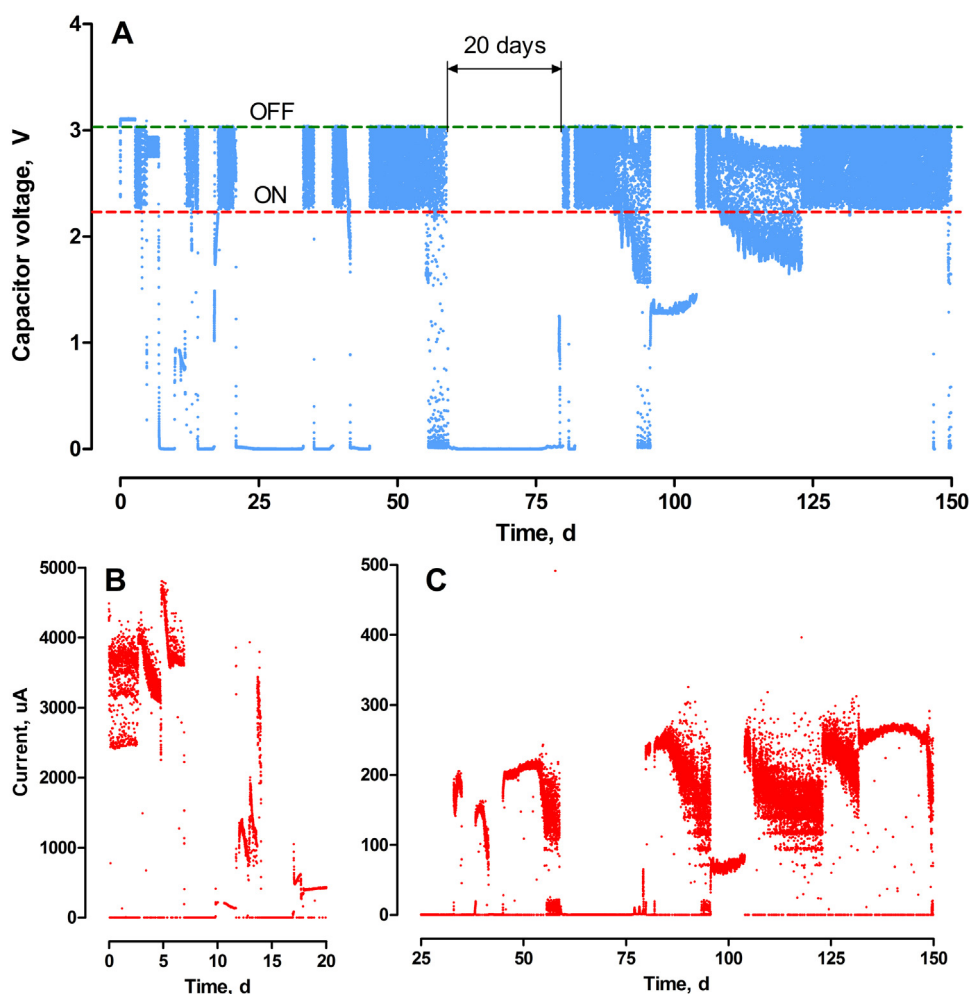 A
20 days
OFF
ON
Capacitor voltage, V
4
3
2
1
0
0 25 50 75 100 125 150
Time, d
B
Current, uA
5000
4000
3000
2000
1000
0
0 5 10 15 20
Time, d
C
500
400
300
200
100
0
25 50 75 100 125 150
Time, d